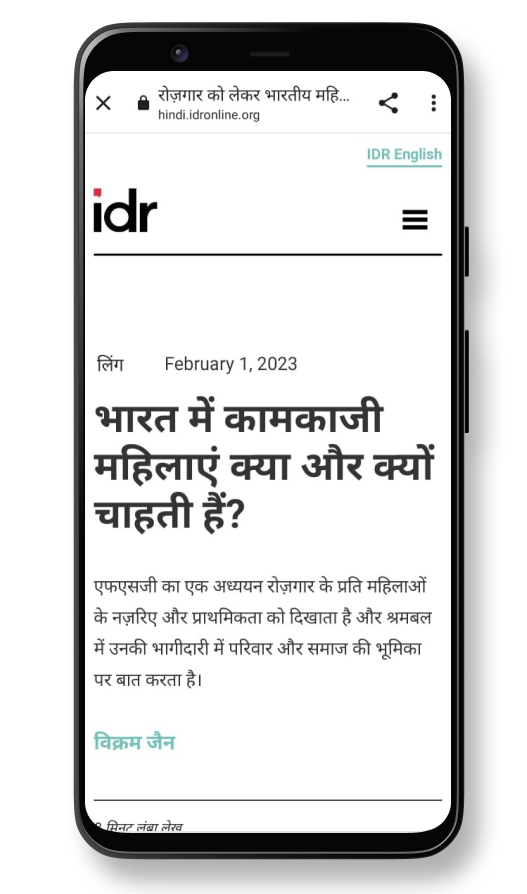 रोज़गार को लेकर भारतीय महि...
hindi.idronline.org
IDR English
idr
लिंग February 1, 2023
भारत में कामकाजी
महिलाएं क्या और क्यों
चाहती हैं?
एफएसजी का एक अध्ययन रोज़गार के प्रति महिलाओं
के नज़रिए और प्राथमिकता को दिखाता है और श्रमबल
में उनकी भागीदारी में परिवार और समाज की भूमिका
पर बात करता है।
विक्रम जैन
मिनट लंबा लेख